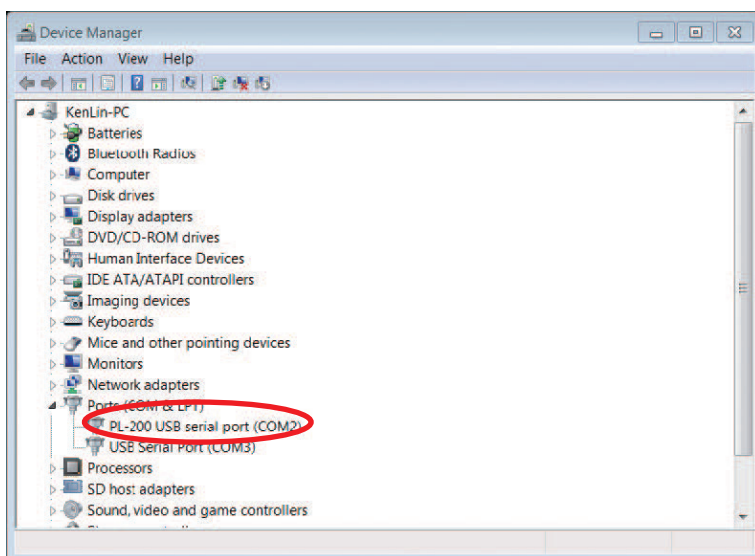 Device Manager
File Action View Help
KenLin-PC
Batteries
Bluetooth Radios
Computer
Disk drives
Display adapters
DVD/CD-ROM drives
Human Interface Devices
IDE ATA/ATAPI controllers
Imaging devices
Keyboards
Mice and other pointing devices
Monitors
Network adapters
Ports (COM & LPT)
PL-200 USB serial port (COM2)
USB Serial Port (COM3)
Processors
SD host adapters
Sound, video and game controllers